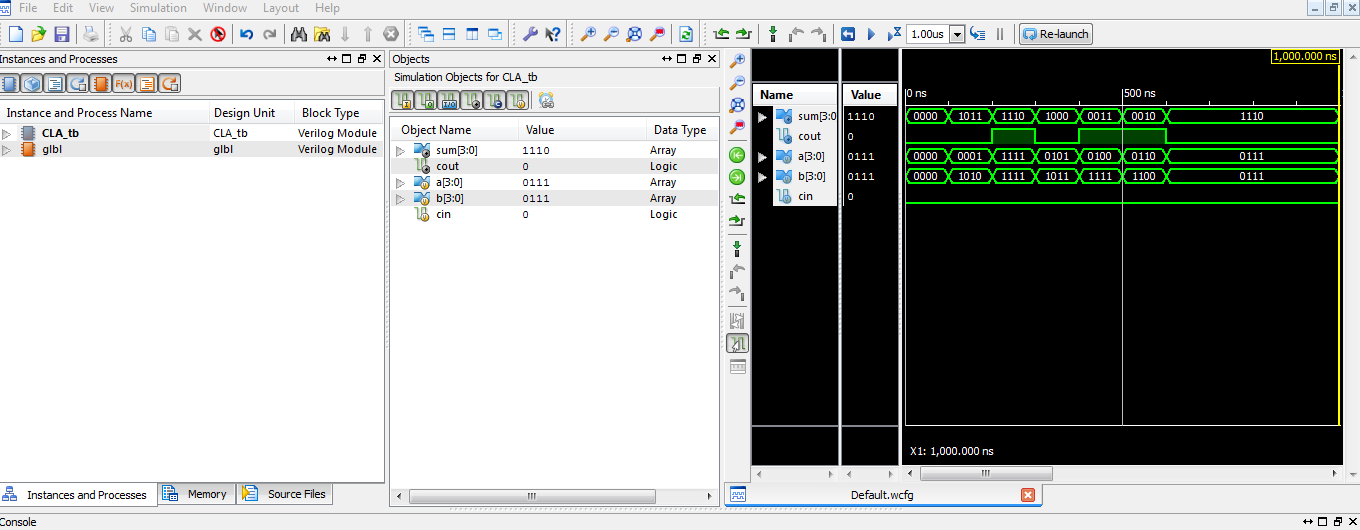 File Edit View Simulation Window Layout Help
1.00us Re-launch
Instances and Processes
Instance and Process Name Design Unit Block Type
CLA_tb CLA_tb Verilog Module
glbl glbl Verilog Module
Instances and Processes Memory Source Files
Objects
Simulation Objects for CLA_tb
Object Name Value Data Type
sum[3:0] 1110 Array
cout 0 Logic
a[3:0] 0111 Array
b[3:0] 0111 Array
cin 0 Logic
1,000.000 ns
Name Value 0 ns 500 ns
sum[3:0 1110 0000 1011 1110 1000 0011 0010 1110
cout 0
a[3:0] 0111 0000 0001 1111 0101 0100 0110 0111
b[3:0] 0111 0000 1010 1111 1011 1111 1100 0111
cin 0
X1: 1,000.000 ns
Default.wcfg
Console